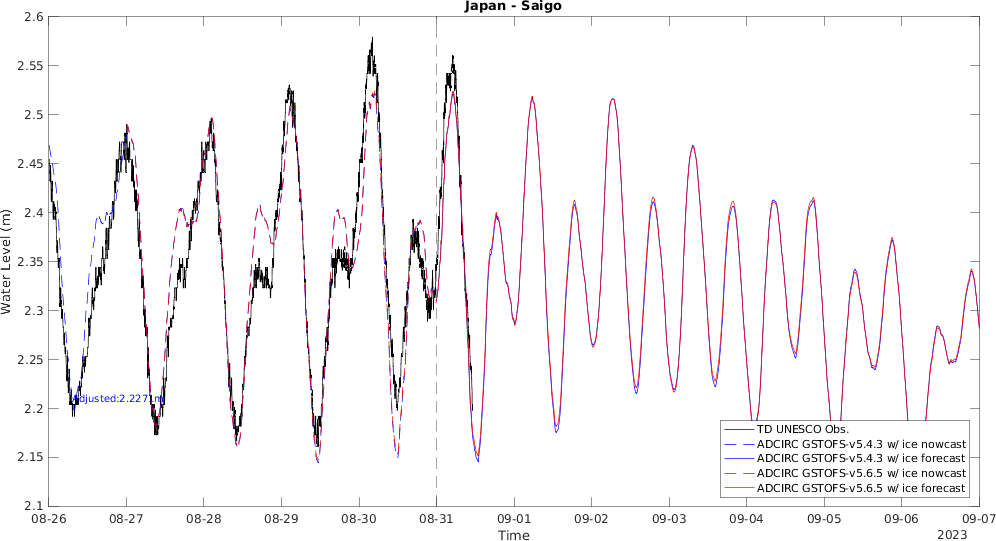 Japan - Saigo
2.6
2.55
2.5
2.45
2.4
2.35
2.3
2.25
2.2
2.15
2.1
Water Level (m)
Adjusted:2.2271m
TD UNESCO Obs.
ADCIRC GSTOFS-v5.4.3 w/ ice nowcast
ADCIRC GSTOFS-v5.4.3 w/ ice forecast
ADCIRC GSTOFS-v5.6.5 w/ ice nowcast
ADCIRC GSTOFS-v5.6.5 w/ ice forecast
08-26 08-27 08-28 08-29 08-30 08-31 09-01 09-02 09-03 09-04 09-05 09-06 09-07
Time
2023